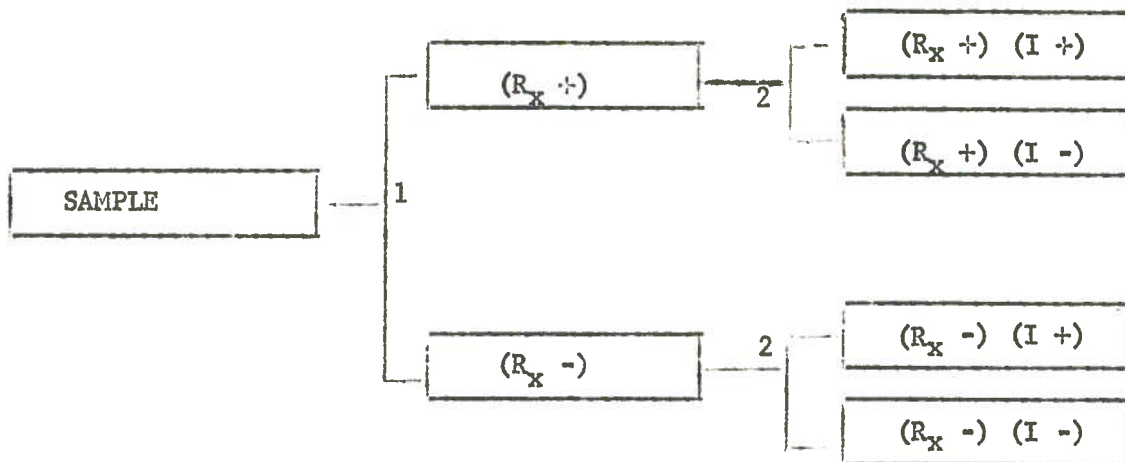 (Rx +) (I +)
(Rx +)
2
(Rx +) (I -)
SAMPLE
1
(Rx -) (I +)
2
(Rx -)
(Rx -) (I -)